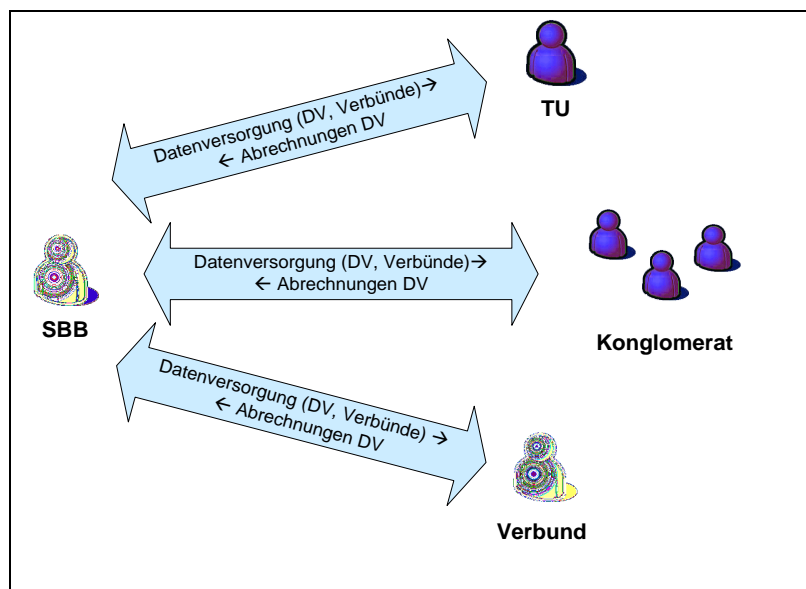 Datenversorgung (DV, Verbünde)→
← Abrechnungen DV
TU
Datenversorgung (DV, Verbünde)→
← Abrechnungen DV
SBB
Konglomerat
Datenversorgung (DV, Verbünde) →
← Abrechnungen DV
Verbund